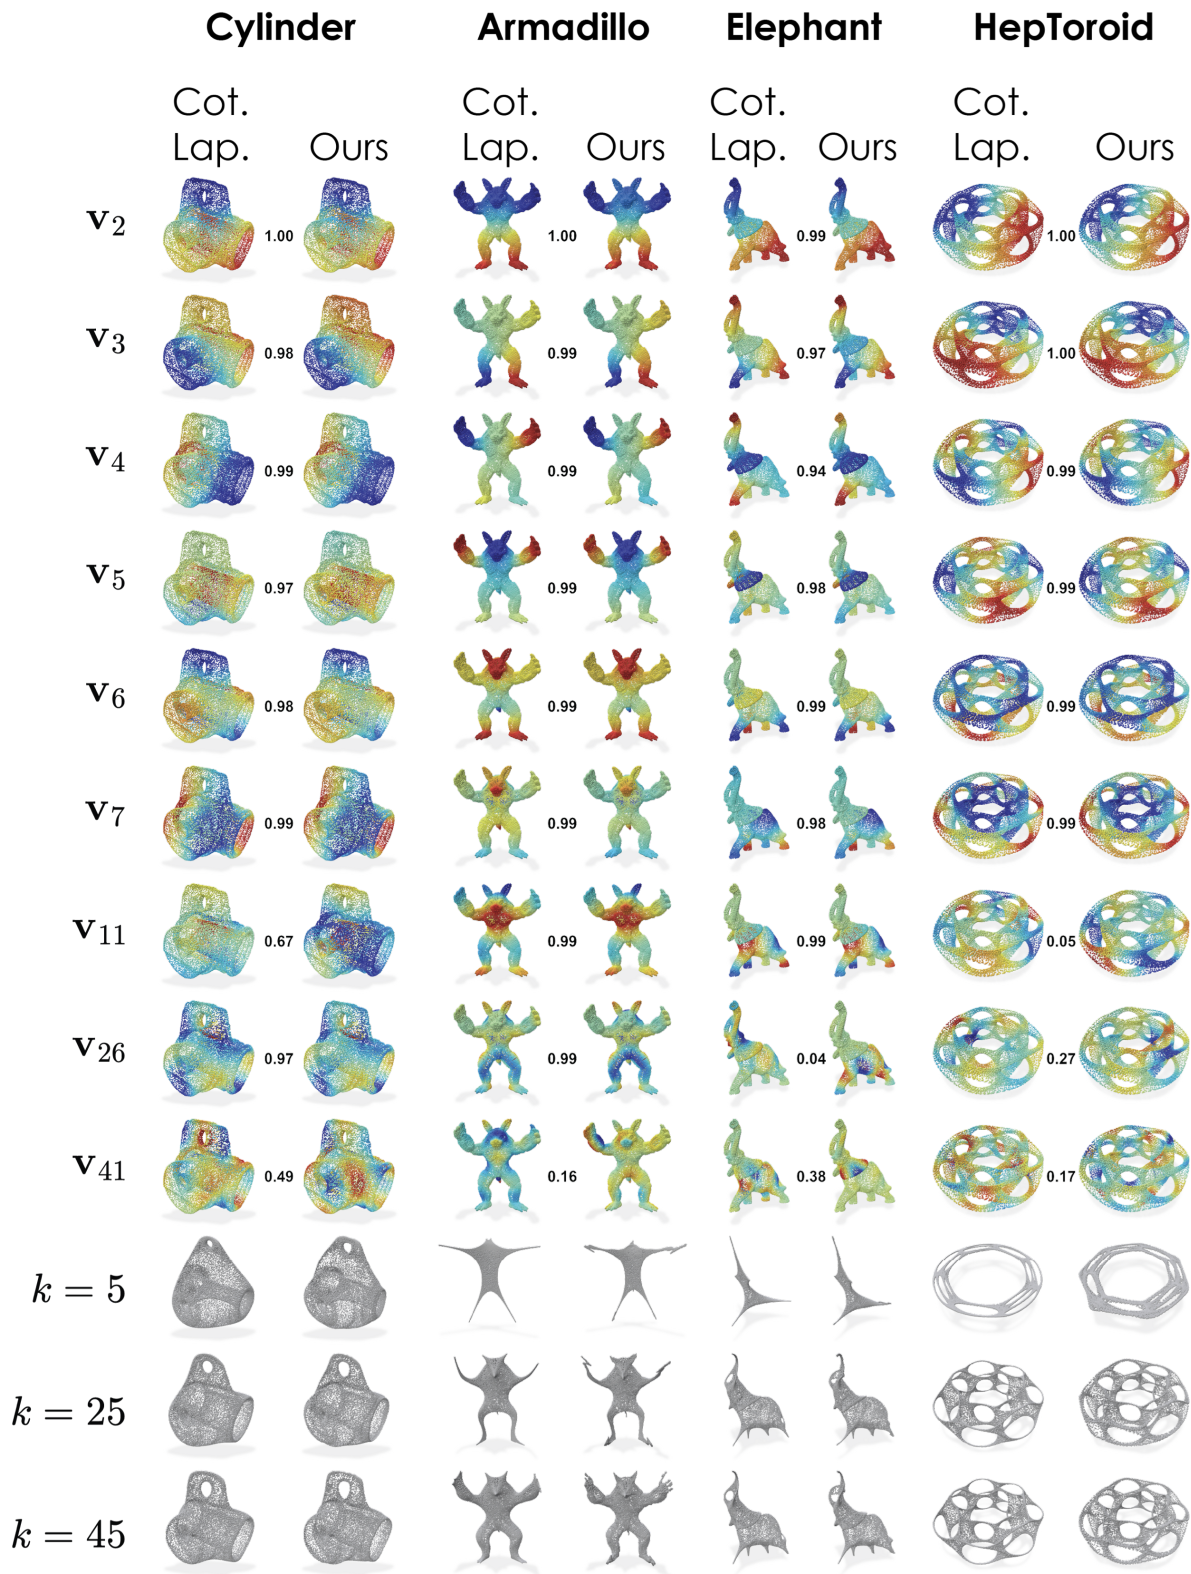 Cylinder Armadillo Elephant HepToroid
Cot. Cot. Cot. Cot.
Lap. Ours Lap. Ours Lap. Ours Lap. Ours
v2 1.00 1.00 0.99 1.00
v3 0.98 0.99 0.97 1.00
v4 0.99 0.99 0.94 0.99
v5 0.97 0.99 0.98 0.99
v6 0.98 0.99 0.99 0.99
v7 0.99 0.99 0.98 0.99
v11 0.67 0.99 0.99 0.05
v26 0.97 0.99 0.04 0.27
v41 0.49 0.16 0.38 0.17
k = 5
k = 25
k = 45